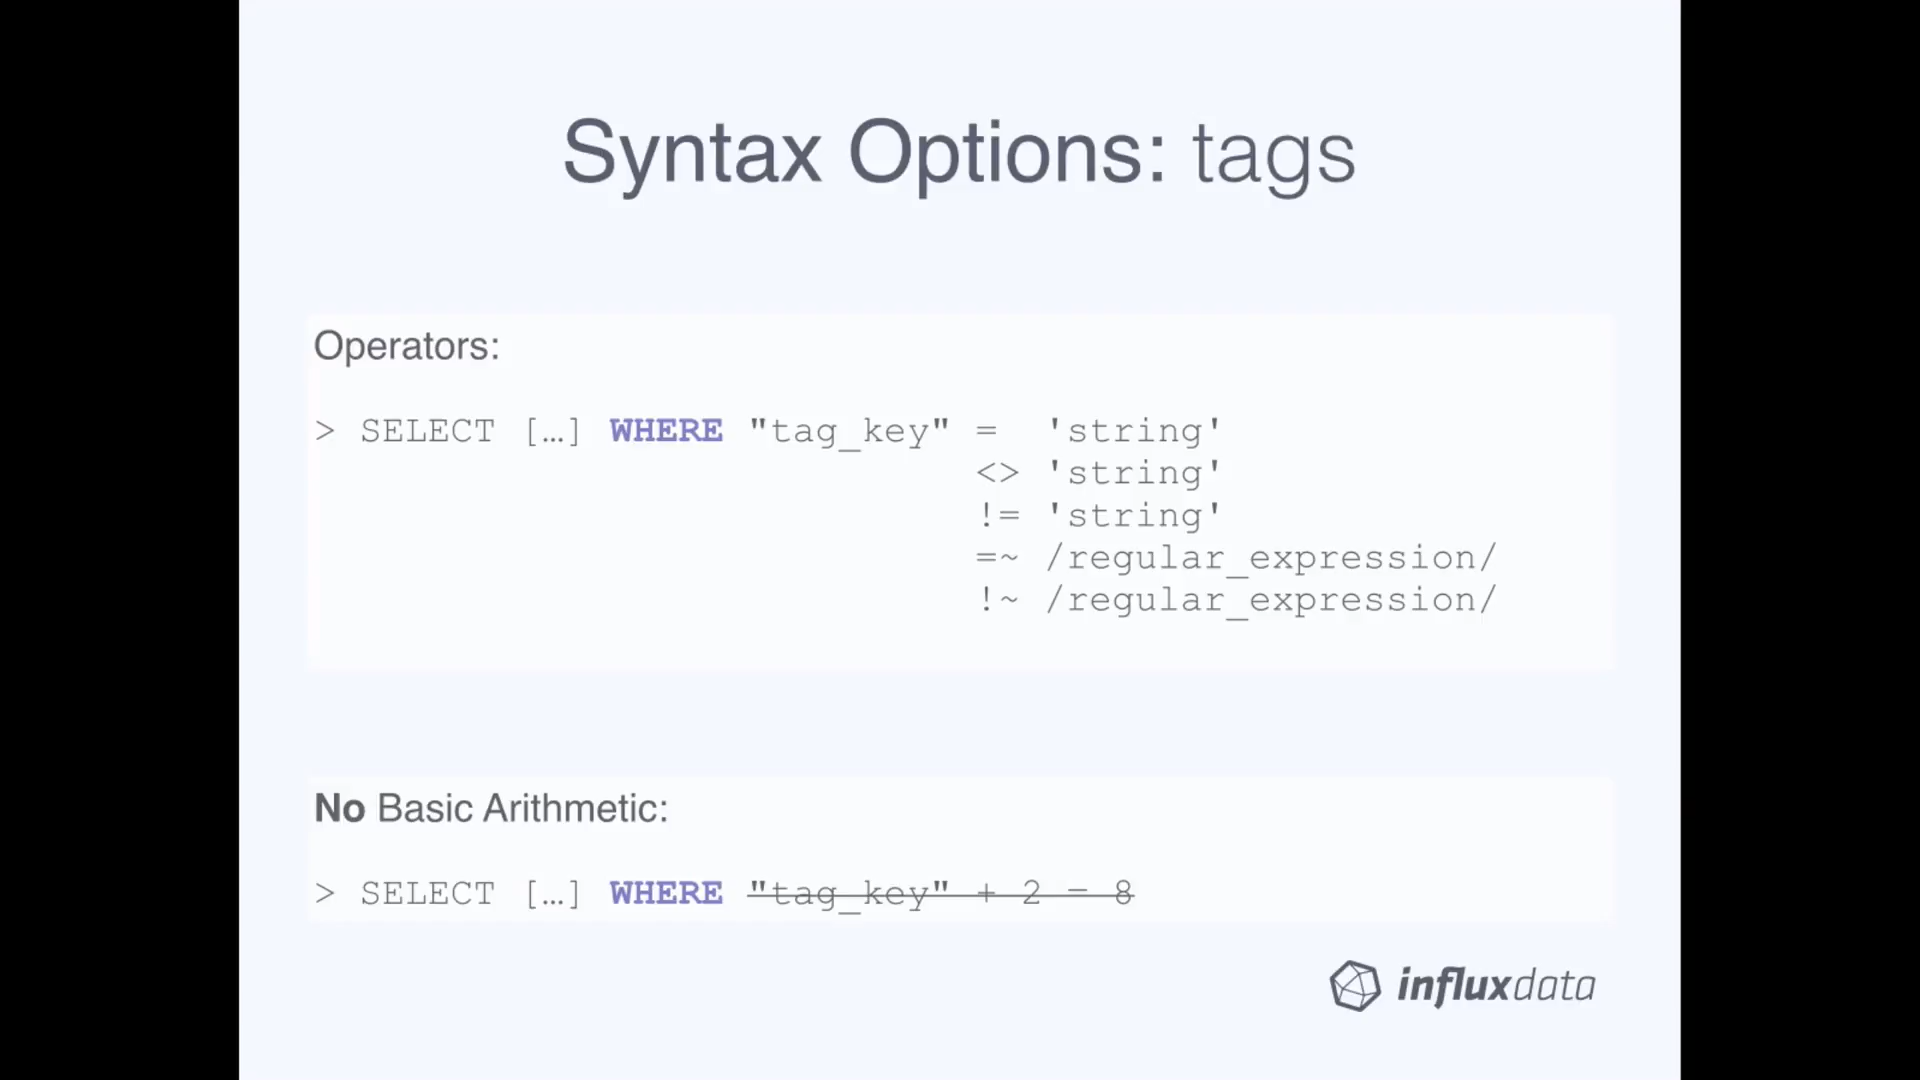 Syntax Options: tags
Operators:
> SELECT […] WHERE "tag_key" = 'string'
<> 'string'
!= 'string'
=~ /regular_expression/
!~ /regular_expression/
No Basic Arithmetic:
> SELECT […] WHERE "tag_key" + 2 = 8
influxdata